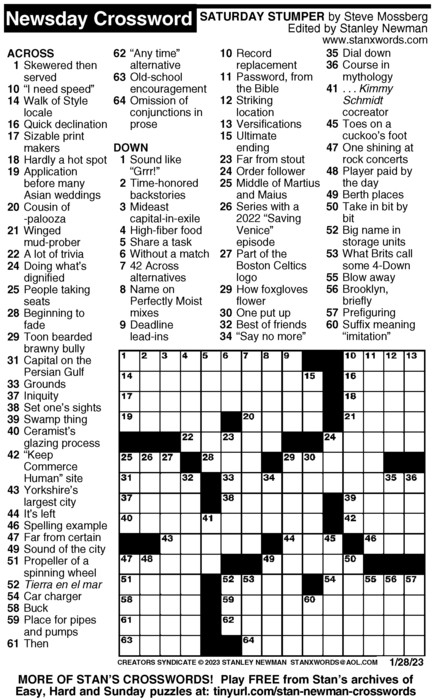 Newsday Crossword
SATURDAY STUMPER by Steve Mossberg
Edited by Stanley Newman
www.stanxwords.com
ACROSS
1 Skewered then
served
10 "I need speed"
14 Walk of Style
locale
16 Quick declination
17 Sizable print
makers
18 Hardly a hot spot
19 Application
before many
Asian weddings
20 Cousin of
-palooza
21 Winged
mud-prober
22 A lot of trivia
24 Doing what's
dignified
25 People taking
seats
28 Beginning to
fade
29 Toon bearded
brawny bully
31 Capital on the
Persian Gulf
33 Grounds
37 Iniquity
38 Set one's sights
39 Swamp thing
40 Ceramist's
glazing process
42 "Keep
Commerce
Human" site
43 Yorkshire's
largest city
44 It's left
46 Spelling example
47 Far from certain
49 Sound of the city
51 Propeller of a
spinning wheel
52 Tierra en el mar
54 Car charger
58 Buck
59 Place for pipes
and pumps
61 Then
62 "Any time"
alternative
63 Old-school
encouragement
64 Omission of
conjunctions in
prose
DOWN
1 Sound like
"Grrr!"
2 Time-honored
backstories
3 Mideast
capital-in-exile
4 High-fiber food
5 Share a task
6 Without a match
7 42 Across
alternatives
8 Name on
Perfectly Moist
mixes
9 Deadline
lead-ins
10 Record
replacement
11 Password, from
the Bible
12 Striking
location
13 Versifications
15 Ultimate
ending
23 Far from stout
24 Order follower
25 Middle of Martius
and Maius
26 Series with a
2022 "Saving
Venice"
episode
27 Part of the
Boston Celtics
logo
29 How foxgloves
flower
30 One put up
32 Best of friends
34 "Say no more"
35 Dial down
36 Course in
mythology
41 . . . Kimmy
Schmidt
cocreator
45 Toes on a
cuckoo's foot
47 One shining at
rock concerts
48 Player paid by
the day
49 Berth places
50 Take in bit by
bit
52 Big name in
storage units
53 What Brits call
some 4-Down
55 Blow away
56 Brooklyn,
briefly
57 Prefiguring
60 Suffix meaning
"imitation"
1 2 3 4 5 6 7 8 9 10 11 12 13
14 15 16
17 18
19 20 21
22 23 24
25 26 27 28 29 30
31 32 33 34 35 36
37 38 39
40 41 42
43 44 45 46
47 48 49 50
51 52 53 54 55 56 57
58 59 60
61 62
63 64
CREATORS SYNDICATE © 2023 STANLEY NEWMAN STANXWORDS@AOL.COM 1/28/23
MORE OF STAN'S CROSSWORDS! Play FREE from Stan's archives of
Easy, Hard and Sunday puzzles at: tinyurl.com/stan-newman-crosswords